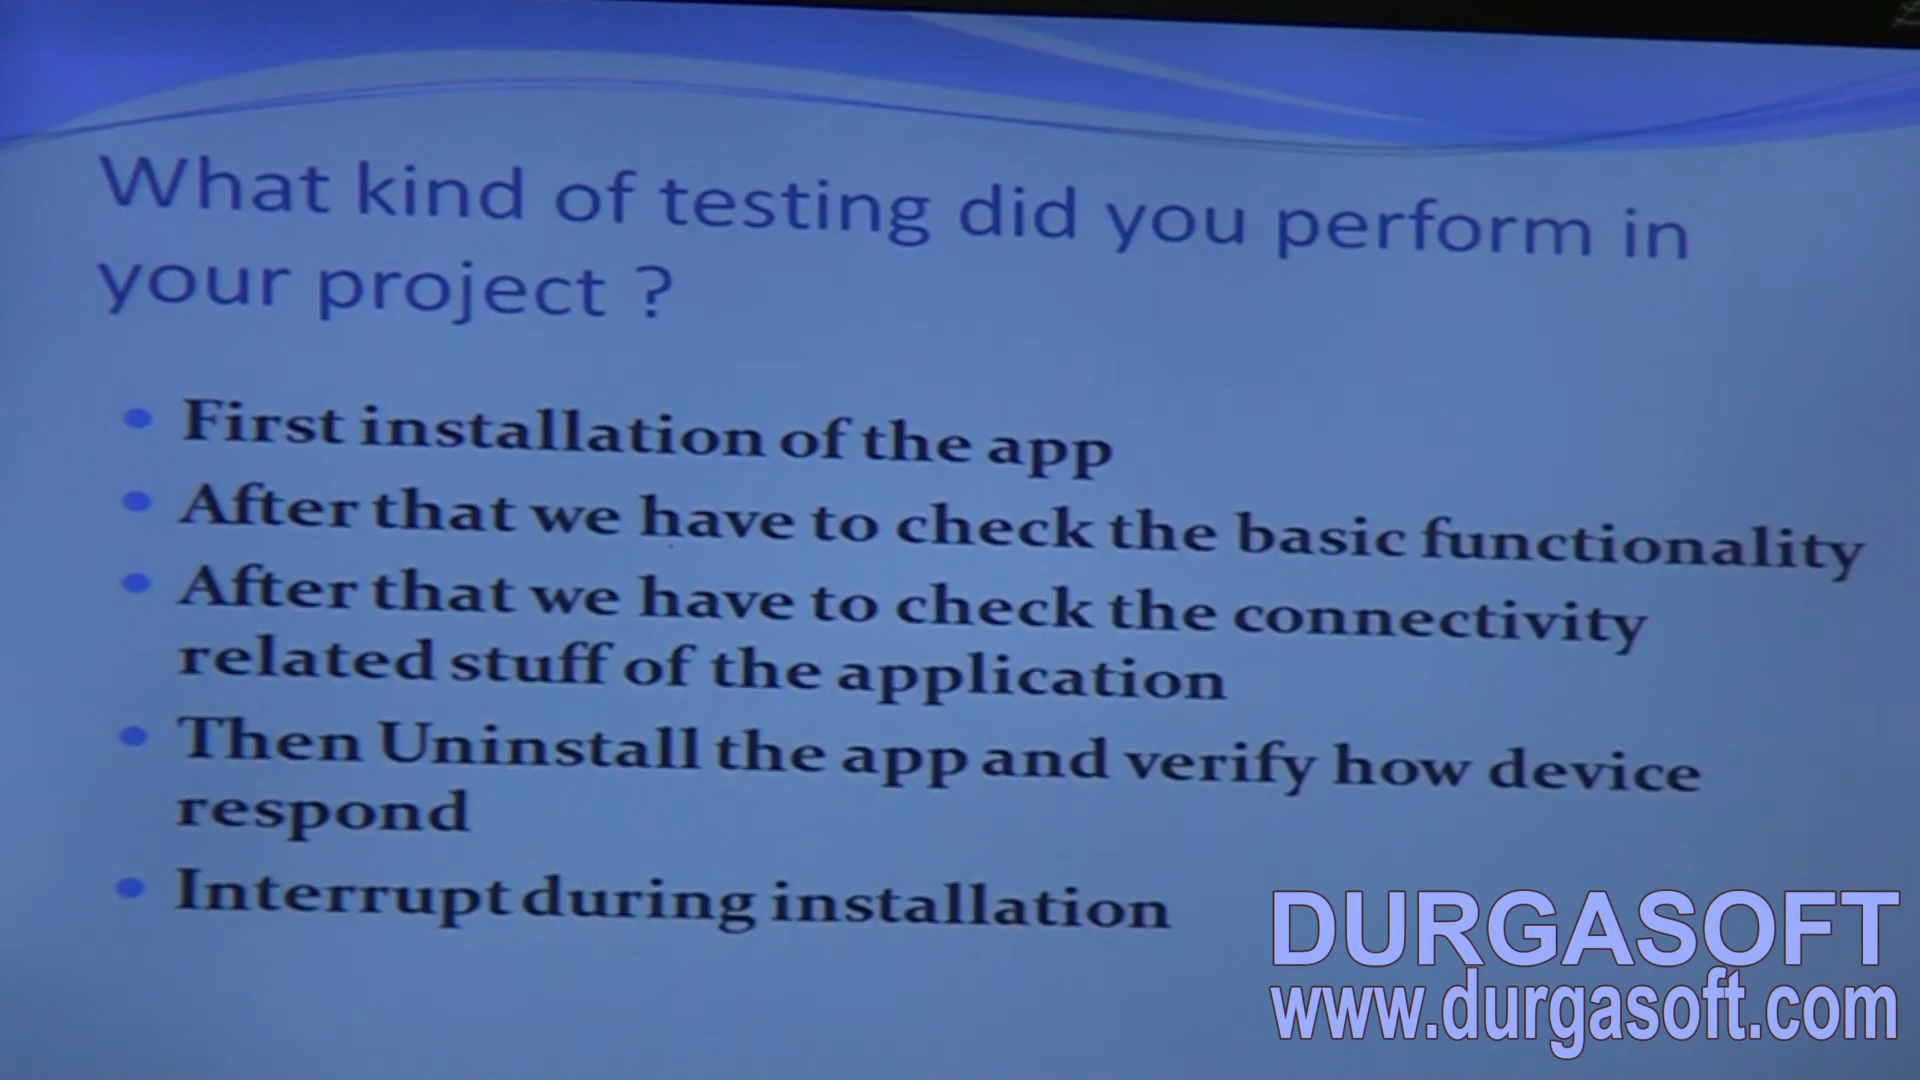 What kind of testing did you perform in
your project ?
• First installation of the app
• After that we have to check the basic functionality
• After that we have to check the connectivity
related stuff of the application
• Then Uninstall the app and verify how device
respond
• Interrupt during installation
DURGASOFT
www.durgasoft.com